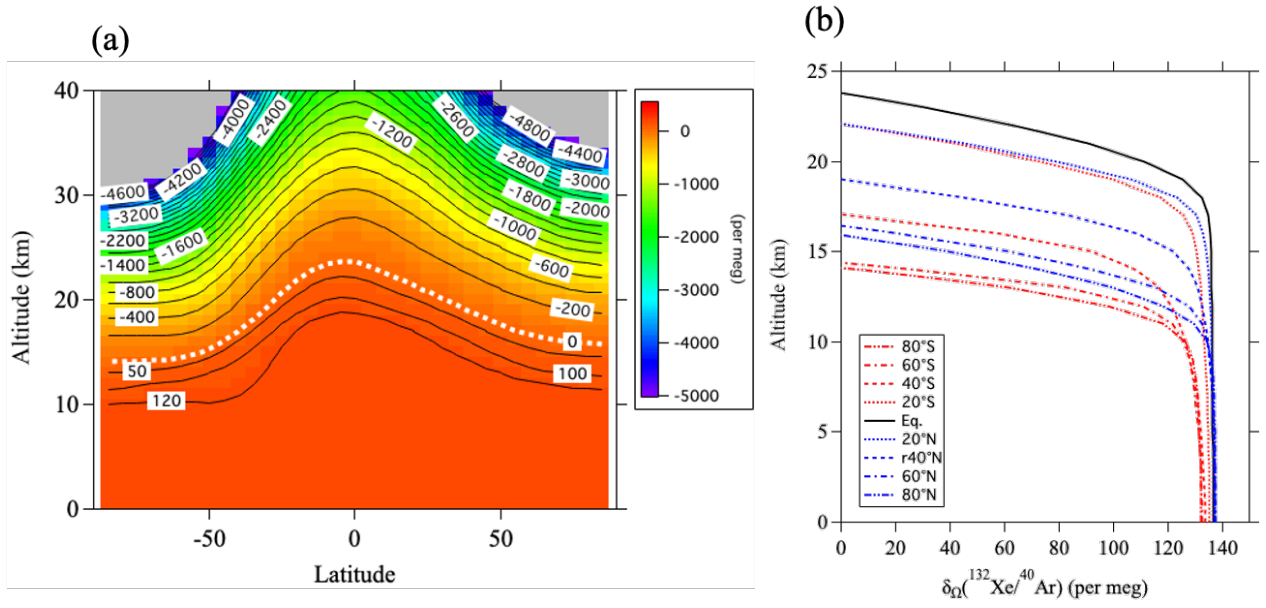 (a)
40
30
20
10
0
Altitude (km)
-50
0
50
Latitude
-4000
-2400
-2600
-4800
-4400
-1200
-4200
-4600
-2800
-3000
-3200
-1800
-2000
-2200
-1600
-1000
-1400
-600
-800
-200
-400
0
50
100
120
0
-1000
-2000
-3000
-4000
-5000
(per meg)
(b)
25
20
15
10
5
0
Altitude (km)
80°S
60°S
40°S
20°S
Eq.
20°N
r40°N
60°N
80°N
0 20 40 60 80 100 120 140
δΩ(¹³²Xe/⁴⁰Ar) (per meg)